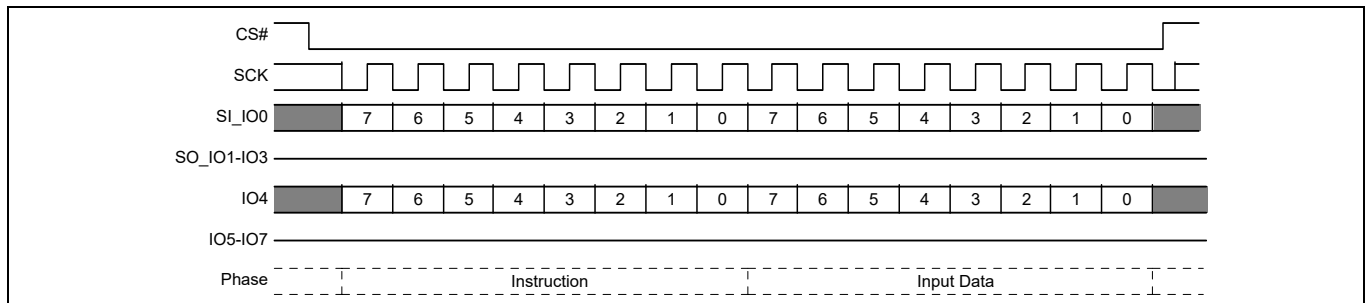 CS#
SCK
SI_IO0 7 6 5 4 3 2 1 0 7 6 5 4 3 2 1 0
SO_IO1-IO3
IO4 7 6 5 4 3 2 1 0 7 6 5 4 3 2 1 0
IO5-IO7
Phase Instruction Input Data